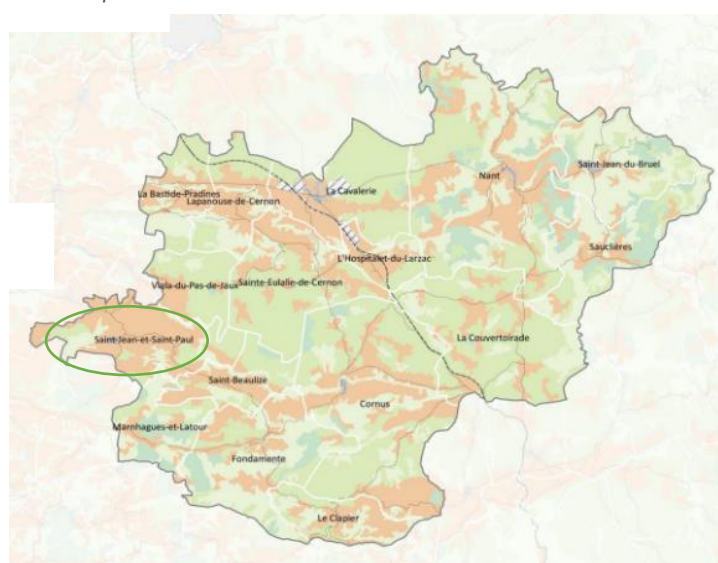 Saint-Jean-du-Bruel
Nant
La Bastide-Pradines
La Cavalerie
Lapanouse-de-Cernon
Sauclières
L'Hospitalet-du-Larzac
Viala-du-Pas-de-Jaux
Sainte-Eulalie-de-Cernon
La Couvertoirade
Saint-Jean-et-Saint-Paul
Saint-Beaulize
Cornus
Marnhagues-et-Latour
Fondamente
Le Clapier